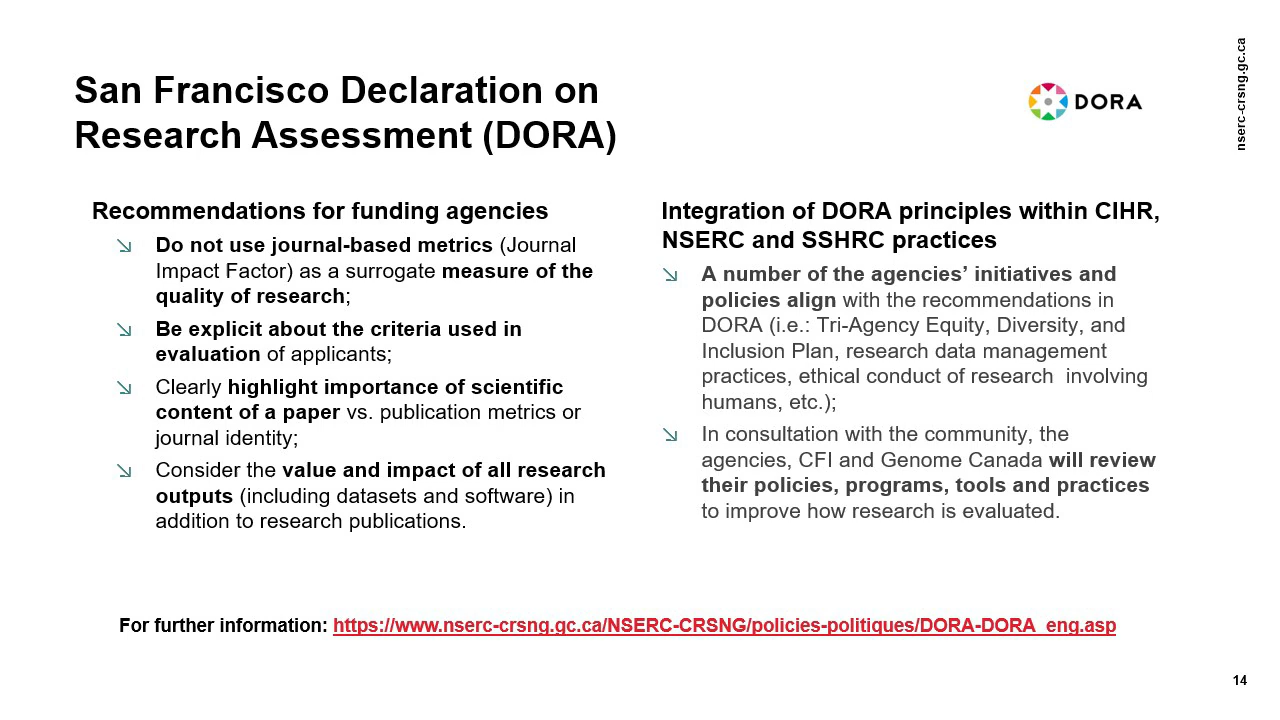 San Francisco Declaration on
Research Assessment (DORA)
DORA
nserc-crsng.gc.ca
Recommendations for funding agencies
Do not use journal-based metrics (Journal
Impact Factor) as a surrogate measure of the
quality of research;
Be explicit about the criteria used in
evaluation of applicants;
Clearly highlight importance of scientific
content of a paper vs. publication metrics or
journal identity;
Consider the value and impact of all research
outputs (including datasets and software) in
addition to research publications.
Integration of DORA principles within CIHR,
NSERC and SSHRC practices
A number of the agencies’ initiatives and
policies align with the recommendations in
DORA (i.e.: Tri-Agency Equity, Diversity, and
Inclusion Plan, research data management
practices, ethical conduct of research  involving
humans, etc.);
In consultation with the community, the
agencies, CFI and Genome Canada will review
their policies, programs, tools and practices
to improve how research is evaluated.
For further information: https://www.nserc-crsng.gc.ca/NSERC-CRSNG/policies-politiques/DORA-DORA_eng.asp
14